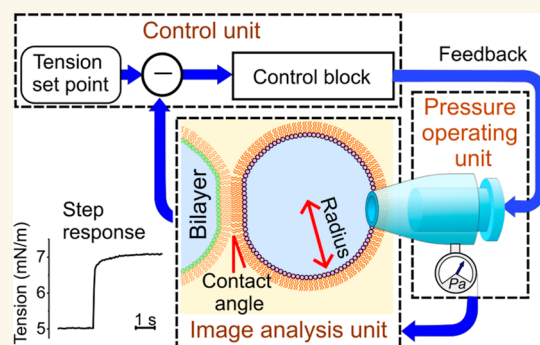 Control unit
Tension
set point
−
Control block
Feedback
Pressure
operating
unit
Bilayer
Radius
Contact
angle
Pa
Image analysis unit
Step
response
Tension (mN/m)
7
6
5
1 s